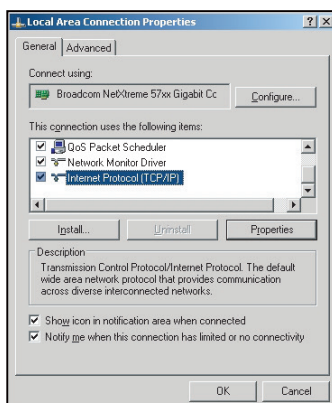 Local Area Connection Properties
General
Advanced
Connect using:
Broadcom NetXtreme 57xx Gigabit Cc
Configure...
This connection uses the following items:
QoS Packet Scheduler
Network Monitor Driver
Internet Protocol (TCP/IP)
Install...
Uninstall
Properties
Description
Transmission Control Protocol/Internet Protocol. The default
wide area network protocol that provides communication
across diverse interconnected networks.
Show icon in notification area when connected
Notify me when this connection has limited or no connectivity
OK
Cancel